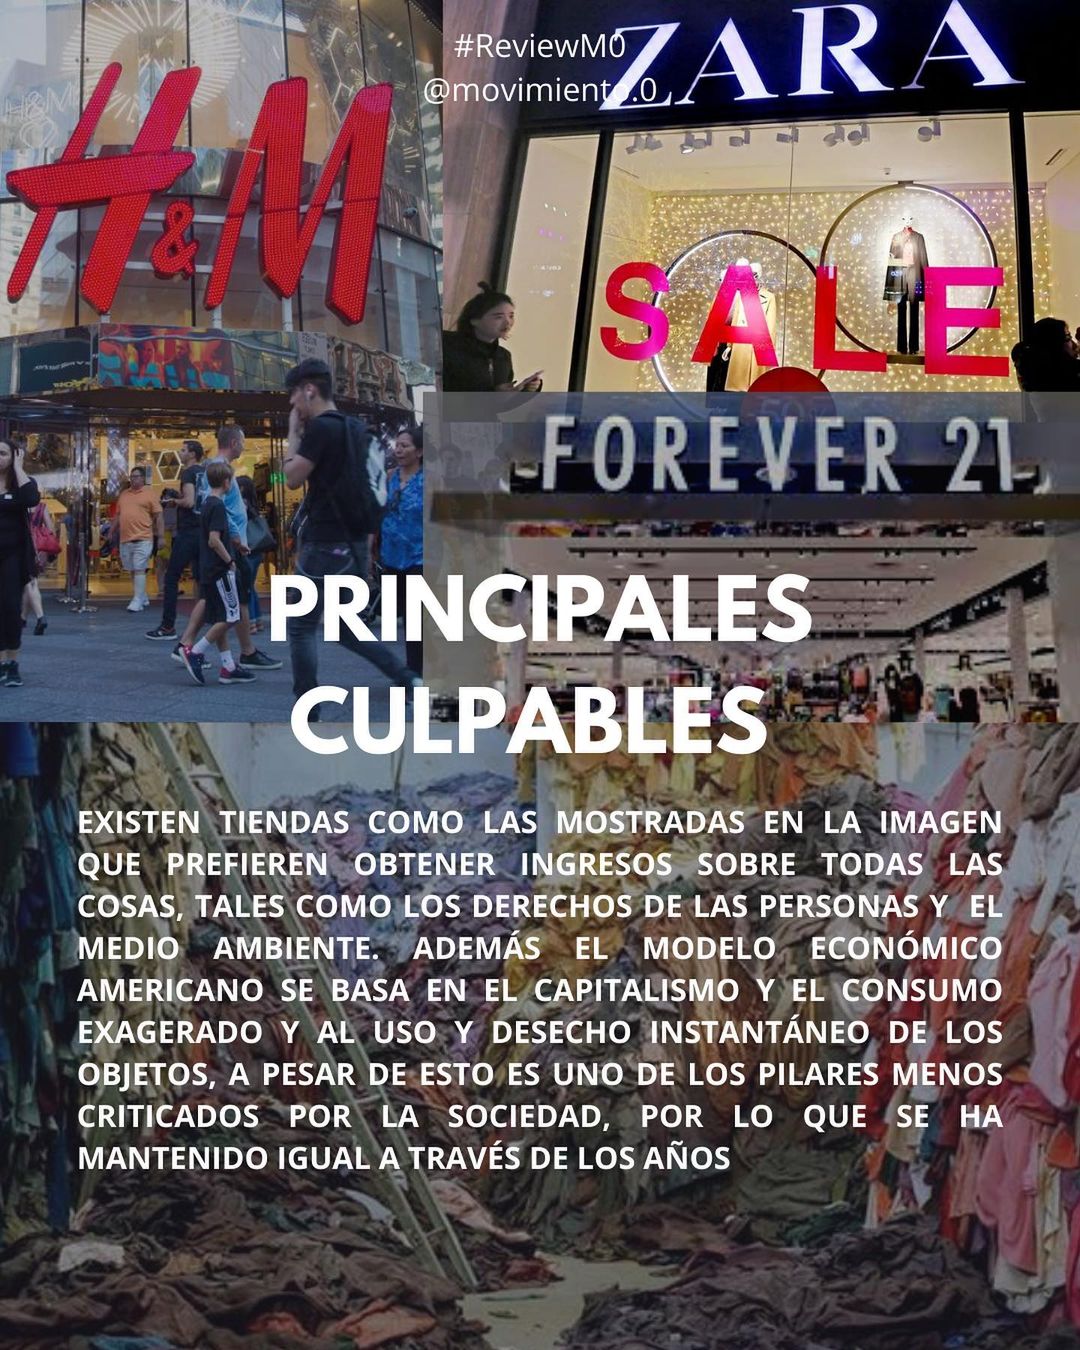 #ReviewM0
@movimiento.0
H&M
ZARA
SALE
FOREVER 21
PRINCIPALES
CULPABLES
EXISTEN TIENDAS COMO LAS MOSTRADAS EN LA IMAGEN
QUE PREFIEREN OBTENER INGRESOS SOBRE TODAS LAS
COSAS, TALES COMO LOS DERECHOS DE LAS PERSONAS Y EL
MEDIO AMBIENTE. ADEMÁS EL MODELO ECONÓMICO
AMERICANO SE BASA EN EL CAPITALISMO Y EL CONSUMO
EXAGERADO Y AL USO Y DESECHO INSTANTÁNEO DE LOS
OBJETOS, A PESAR DE ESTO ES UNO DE LOS PILARES MENOS
CRITICADOS POR LA SOCIEDAD, POR LO QUE SE HA
MANTENIDO IGUAL A TRAVÉS DE LOS AÑOS